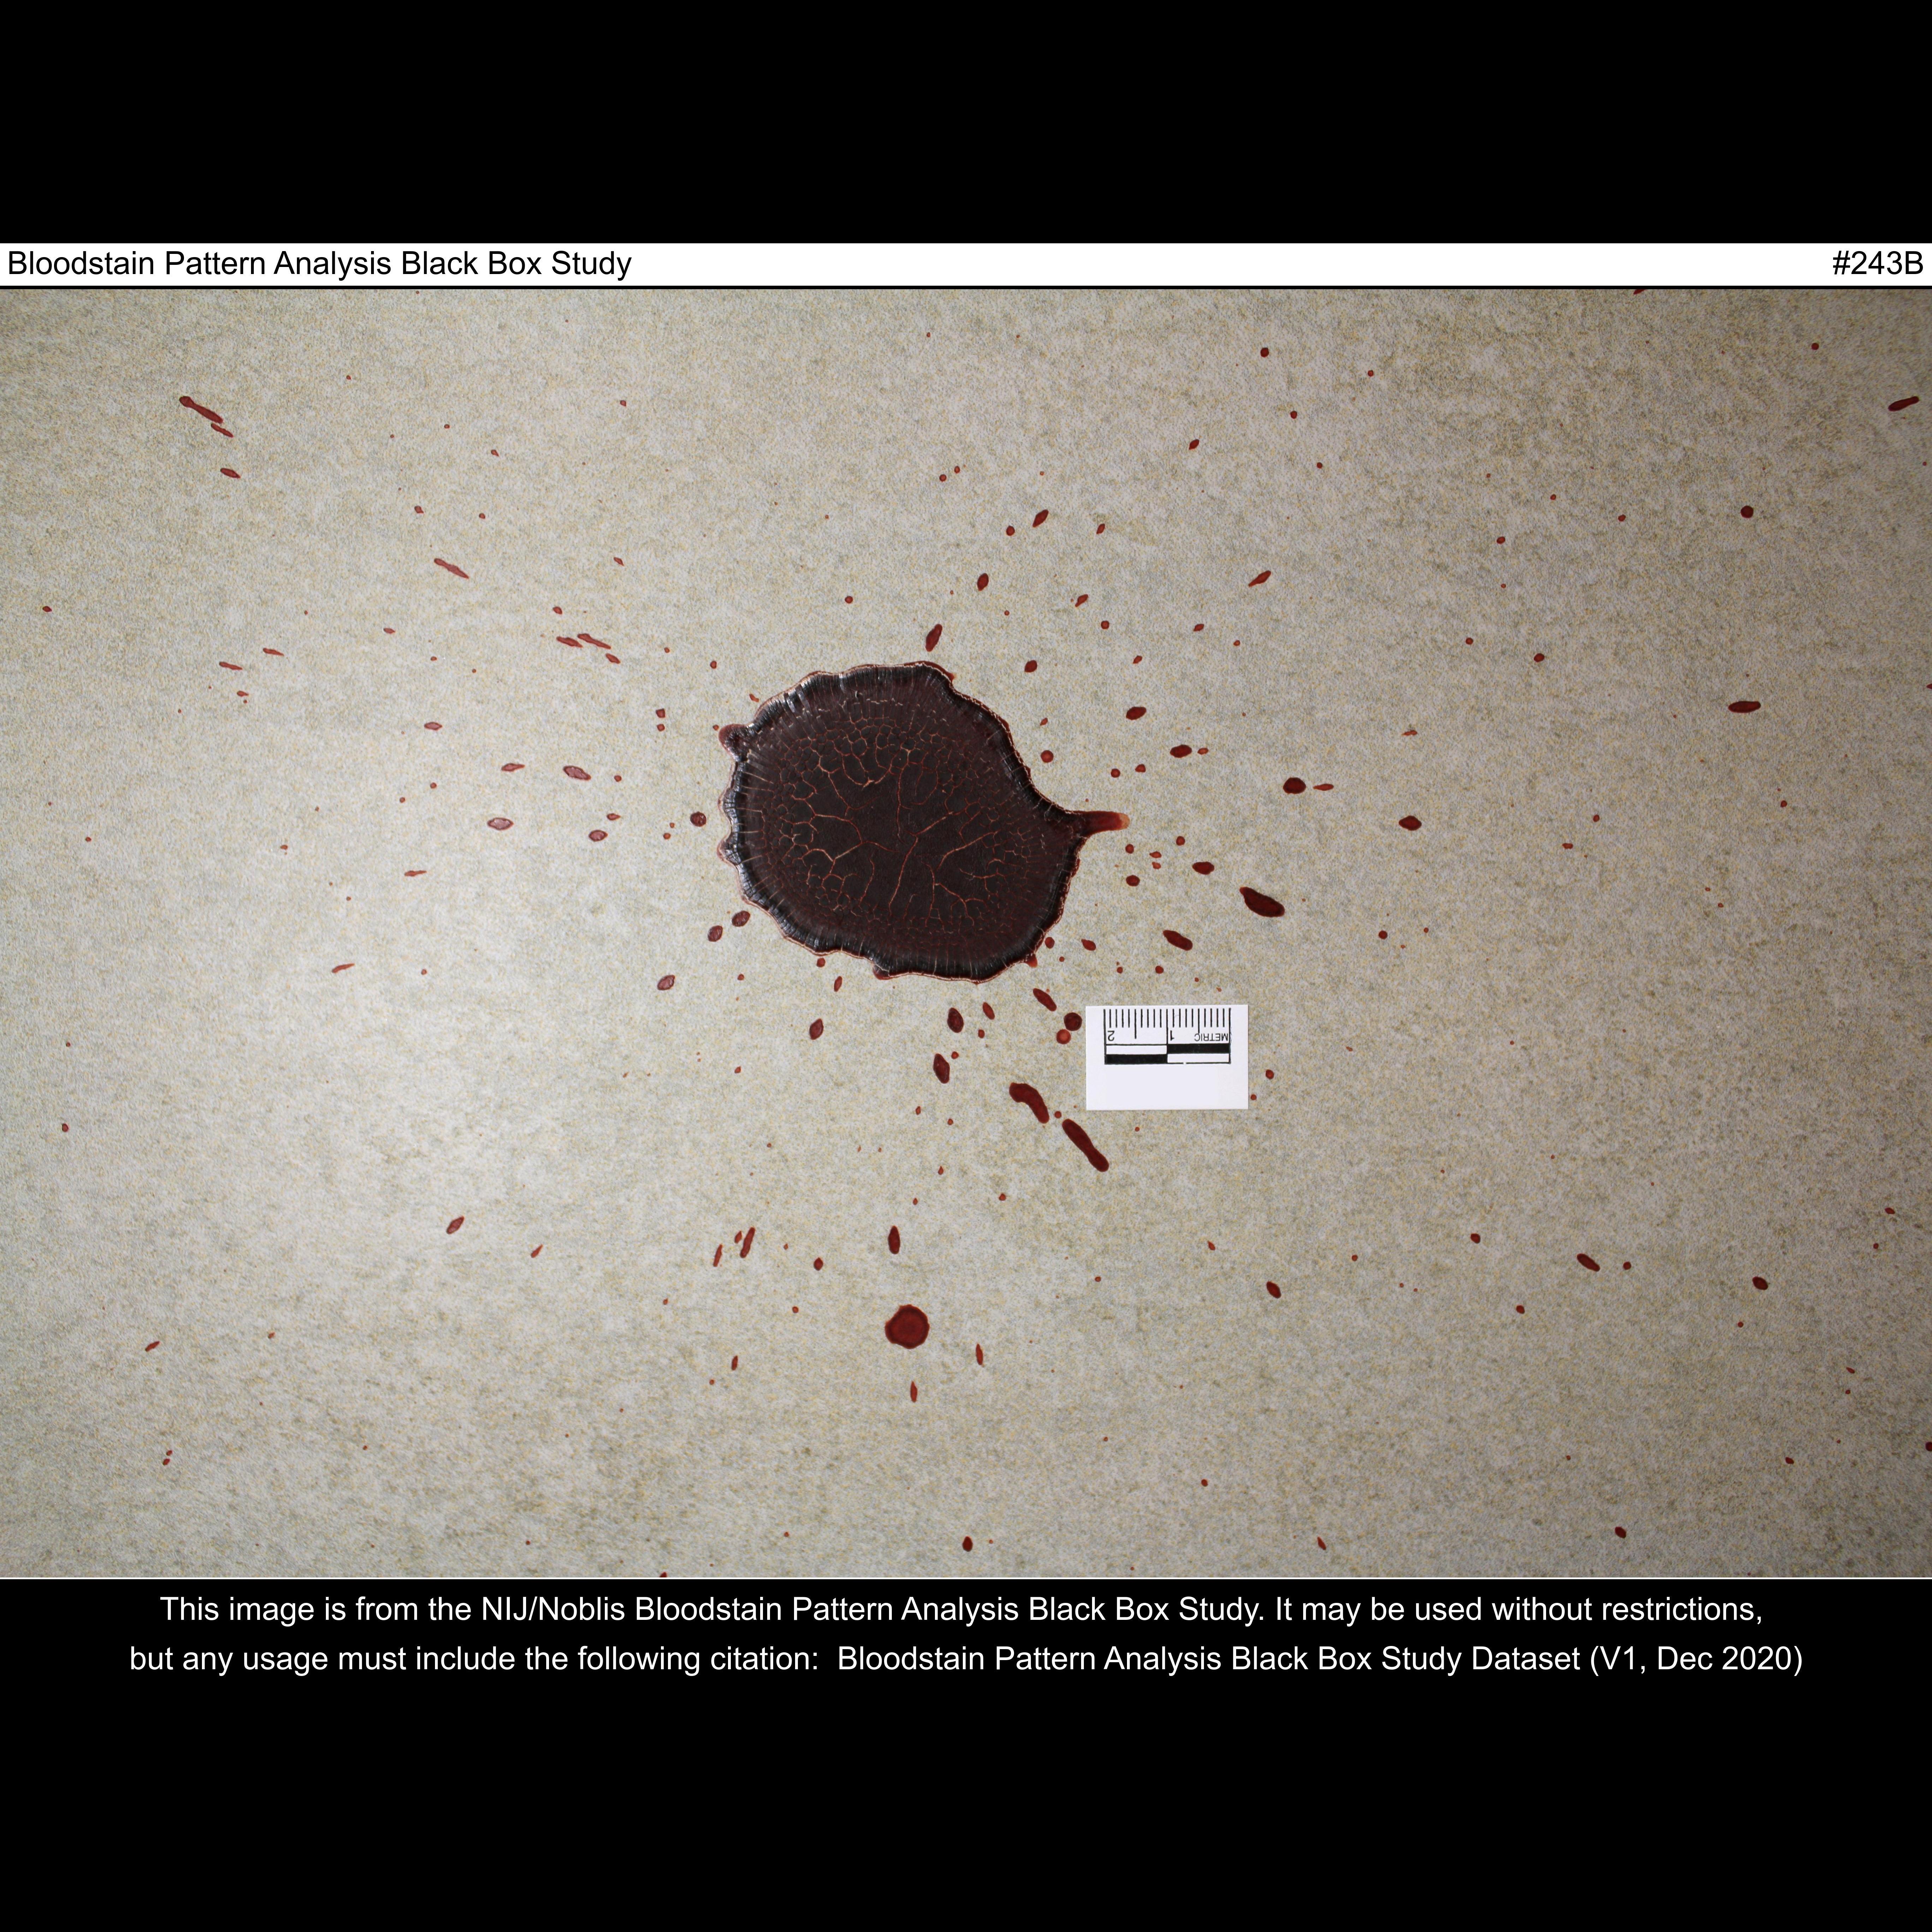 Bloodstain Pattern Analysis Black Box Study #243B
2 1 METRIC
This image is from the NIJ/Noblis Bloodstain Pattern Analysis Black Box Study. It may be used without restrictions,
but any usage must include the following citation:  Bloodstain Pattern Analysis Black Box Study Dataset (V1, Dec 2020)